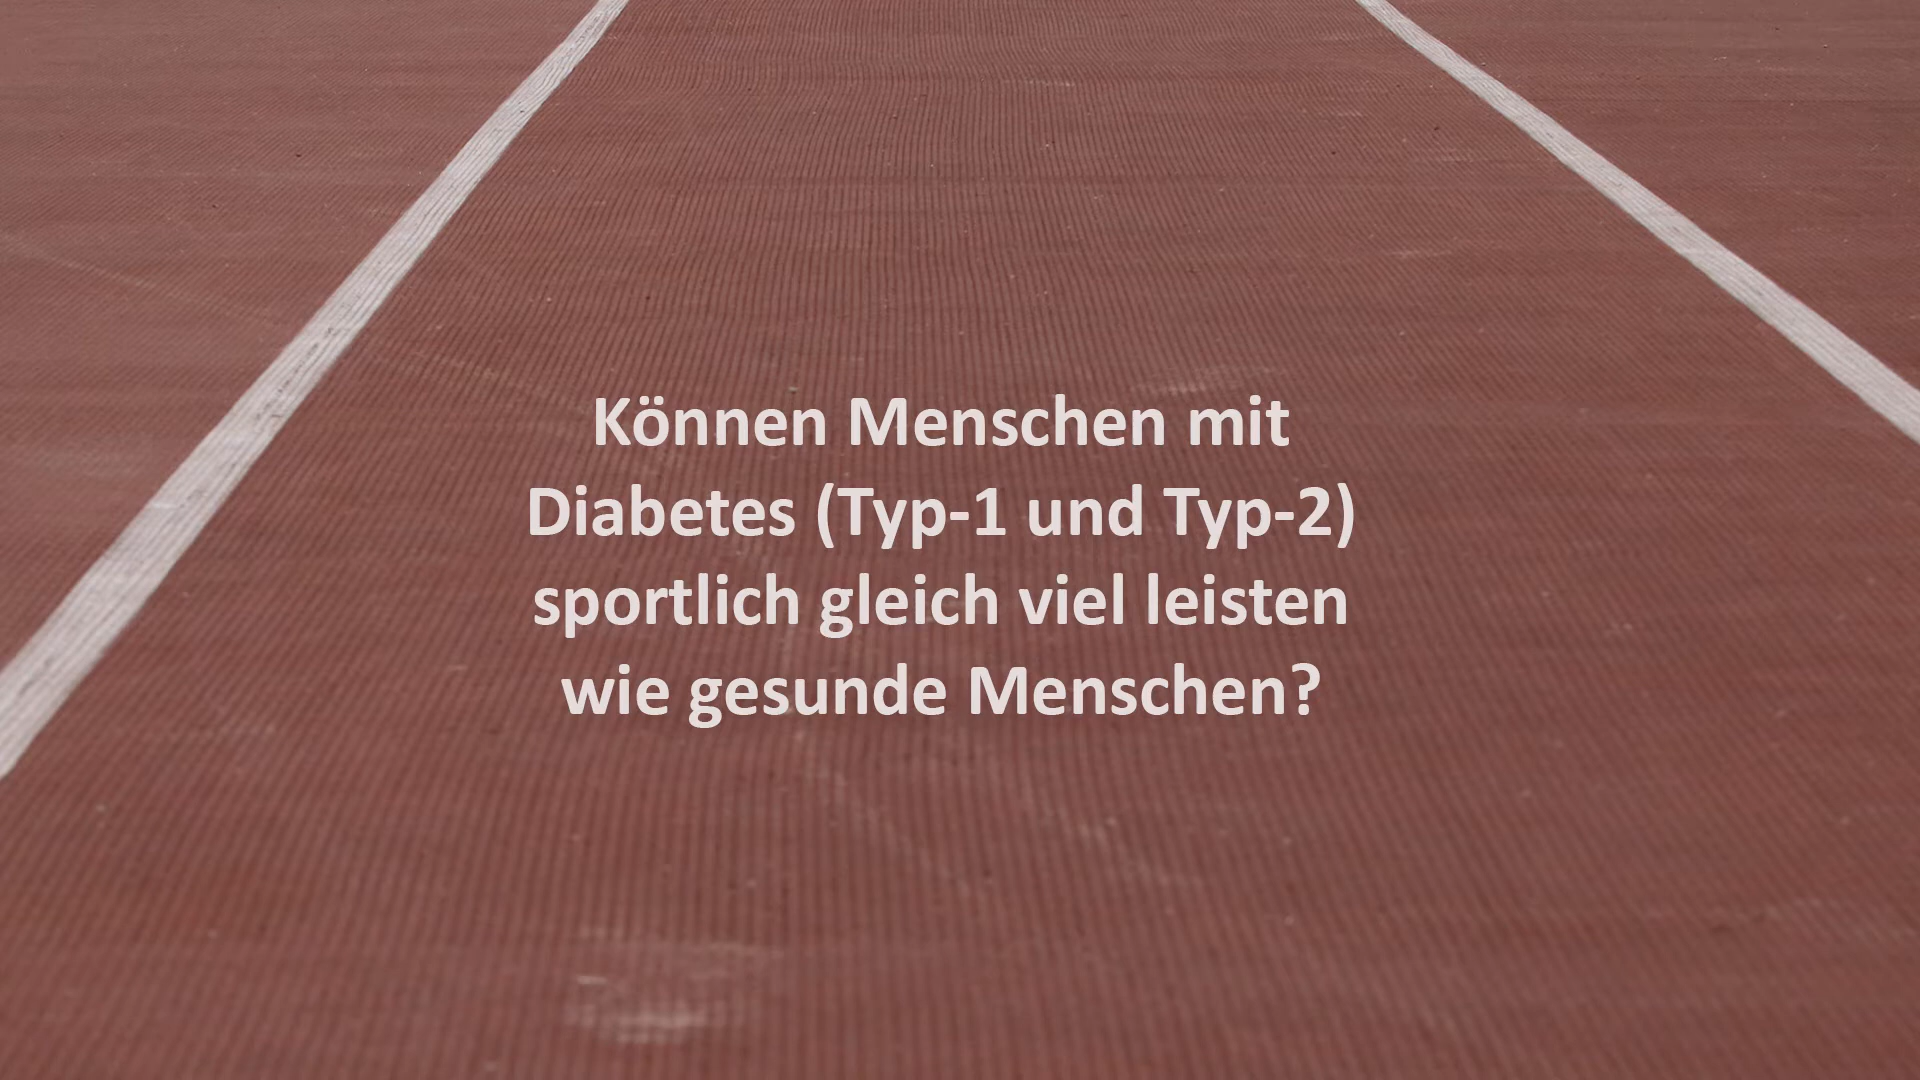 Können Menschen mit
Diabetes (Typ-1 und Typ-2)
sportlich gleich viel leisten
wie gesunde Menschen?